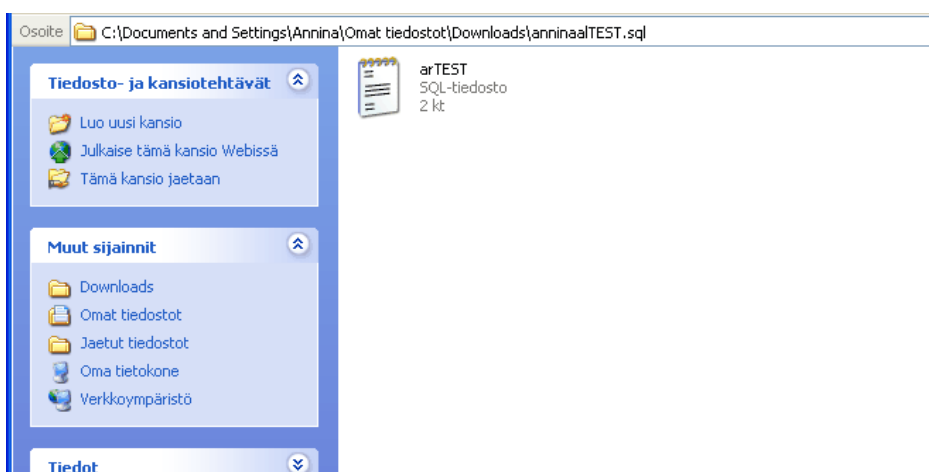 Osoite C:\Documents and Settings\Annina\Omat tiedostot\Downloads\anninaalTEST.sql
Tiedosto- ja kansiotehtävät
Luo uusi kansio
Julkaise tämä kansio Webissä
Tämä kansio jaetaan
Muut sijainnit
Downloads
Omat tiedostot
Jaetut tiedostot
Oma tietokone
Verkkoympäristö
Tiedot
arTEST
SQL-tiedosto
2 kt